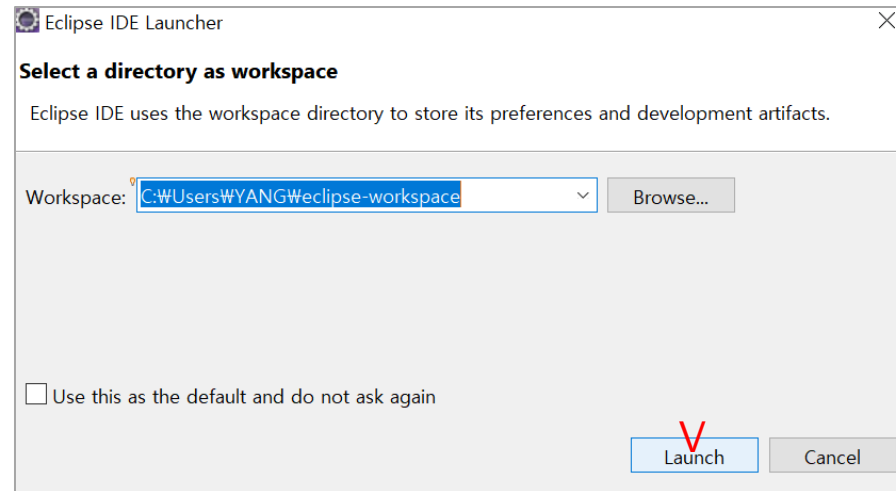 Eclipse IDE Launcher
Select a directory as workspace
Eclipse IDE uses the workspace directory to store its preferences and development artifacts.
Workspace: C:₩Users₩YANG₩eclipse-workspace Browse...
Use this as the default and do not ask again
V
Launch Cancel